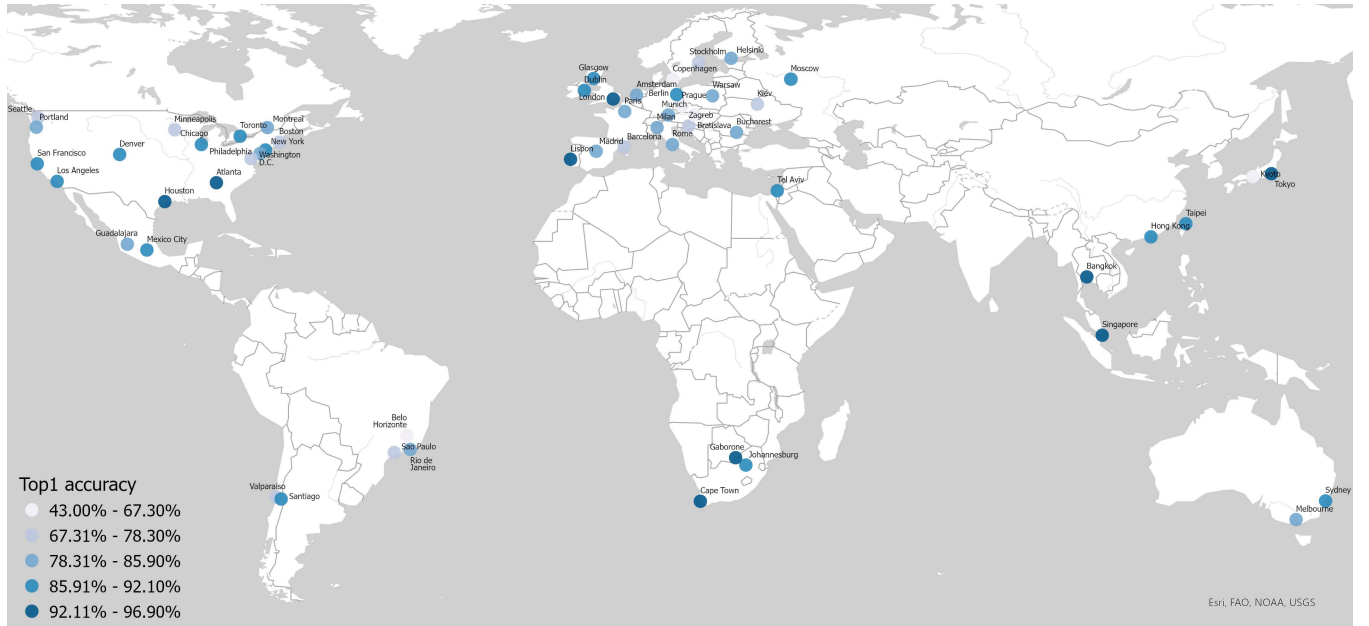 Glasgow
Dublin
London
Stockholm
Helsinki
Copenhagen
Moscow
Amsterdam
Berlin
Prague
Warsaw
Paris
Munich
Kiev
Milan
Zagreb
Bratislava
Bucharest
Barcelona
Rome
Madrid
Lisbon
Seattle
Portland
Minneapolis
Chicago
Toronto
Montreal
Boston
New York
Philadelphia
Washington
D.C.
Denver
San Francisco
Los Angeles
Atlanta
Houston
Guadalajara
Mexico City
Tel Aviv
Kyoto
Tokyo
Taipei
Hong Kong
Bangkok
Singapore
Belo
Horizonte
Sao Paulo
Rio de
Janeiro
Valparaiso
Santiago
Gaborone
Johannesburg
Cape Town
Sydney
Melbourne
Top1 accuracy
43.00% - 67.30%
67.31% - 78.30%
78.31% - 85.90%
85.91% - 92.10%
92.11% - 96.90%
Esri, FAO, NOAA, USGS